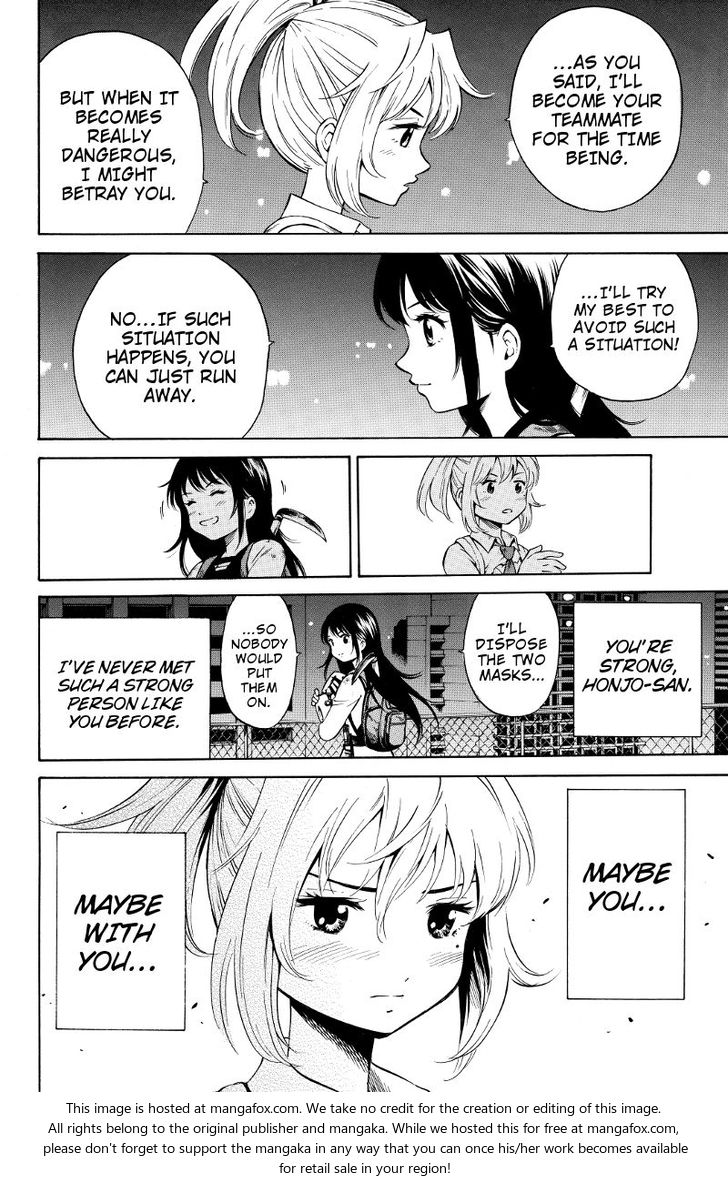 ...AS YOU
SAID, I'LL
BECOME YOUR
TEAMMATE
FOR THE TIME
BEING.
BUT WHEN IT
BECOMES
REALLY
DANGEROUS,
I MIGHT
BETRAY YOU.
...I'LL TRY
MY BEST TO
AVOID SUCH
A SITUATION!
NO...IF SUCH
SITUATION
HAPPENS, YOU
CAN JUST RUN
AWAY.
YOU'RE
STRONG,
HONJO-SAN.
I'LL
DISPOSE
THE TWO
MASKS...
...SO
NOBODY
WOULD
PUT
THEM
ON.
I'VE NEVER MET
SUCH A STRONG
PERSON LIKE
YOU BEFORE.
MAYBE
YOU...
MAYBE
WITH
YOU...
This image is hosted at mangafox.com. We take no credit for the creation or editing of this image.
All rights belong to the original publisher and mangaka. While we hosted this for free at mangafox.com,
please don't forget to support the mangaka in any way that you can once his/her work becomes available
for retail sale in your region!